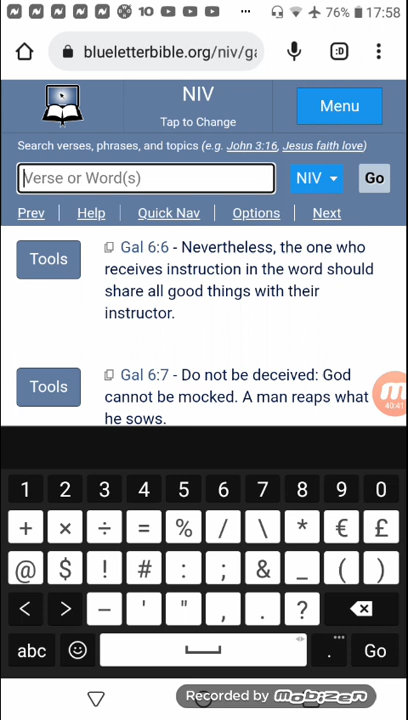 10 ... 76% 17:58
blueletterbible.org/niv/ga :D
NIV
Tap to Change
Menu
Search verses, phrases, and topics (e.g. John 3:16, Jesus faith love)
Verse or Word(s) NIV Go
Prev Help Quick Nav Options Next
Tools
Gal 6:6 - Nevertheless, the one who
receives instruction in the word should
share all good things with their
instructor.
Tools
Gal 6:7 - Do not be deceived: God
cannot be mocked. A man reaps what
he sows.
40:41
1 2 3 4 5 6 7 8 9 0
+ × ÷ = % / \ * € £
@ $ ! # : ; & _ ( )
< > – ' " , . ?
abc . Go
Recorded by mobizen